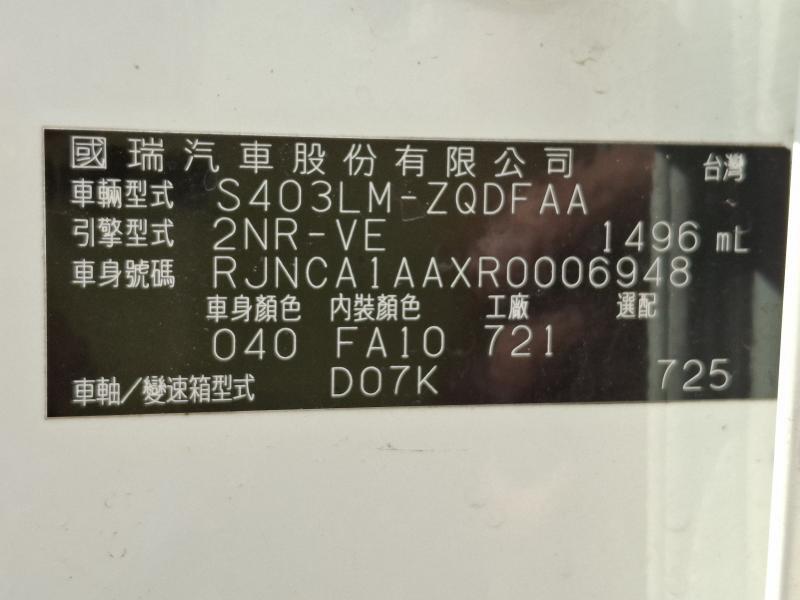 國瑞汽車股份有限公司 台灣
車輛型式 S403LM-ZQDFAA
引擎型式 2NR-VE 1496 mL
車身號碼 RJNCA1AAXR0006948
車身顏色 內裝顏色 工廠 選配
040 FA10 721
車軸／變速箱型式 D07K 725